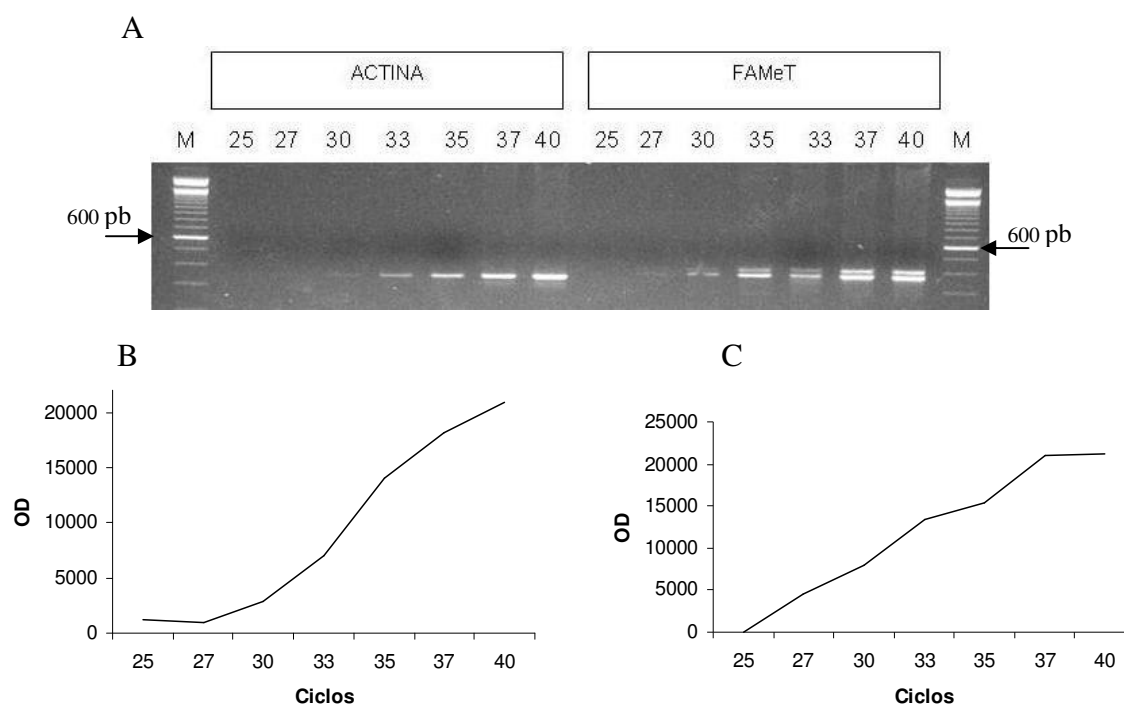 A
ACTINA FAMeT
M 25 27 30 33 35 37 40 25 27 30 35 33 37 40 M
600 pb
600 pb
B
20000
15000
10000
5000
0
OD
25 27 30 33 35 37 40
Ciclos
C
25000
20000
15000
10000
5000
0
OD
25 27 30 33 35 37 40
Ciclos